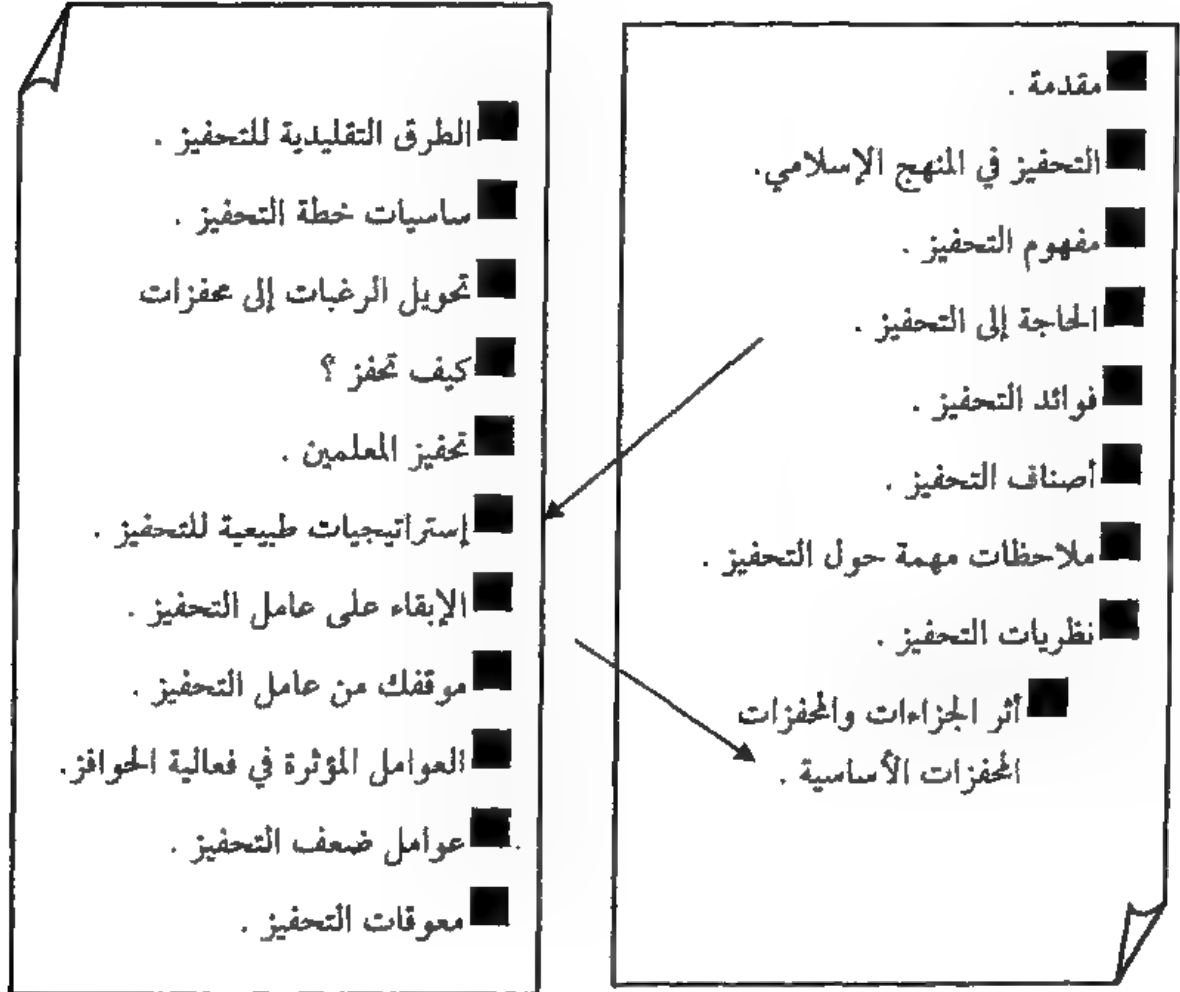 مقدمة .
التحفيز في المنهج الإسلامي.
مفهوم التحفيز .
الحاجة إلى التحفيز .
فوائد التحفيز .
أصناف التحفيز .
ملاحظات مهمة حول التحفيز .
نظريات التحفيز .
أثر الجزاءات والمحفزات
المحفزات الأساسية .
الطرق التقليدية للتحفيز .
ساسيات خطة التحفيز .
تحويل الرغبات إلى محفزات
كيف تحفز ؟
تحفيز المعلمين .
إستراتيجيات طبيعية للتحفيز .
الإبقاء على عامل التحفيز .
موقفك من عامل التحفيز .
العوامل المؤثرة في فعالية الحوافز.
عوامل ضعف التحفيز .
معوقات التحفيز .